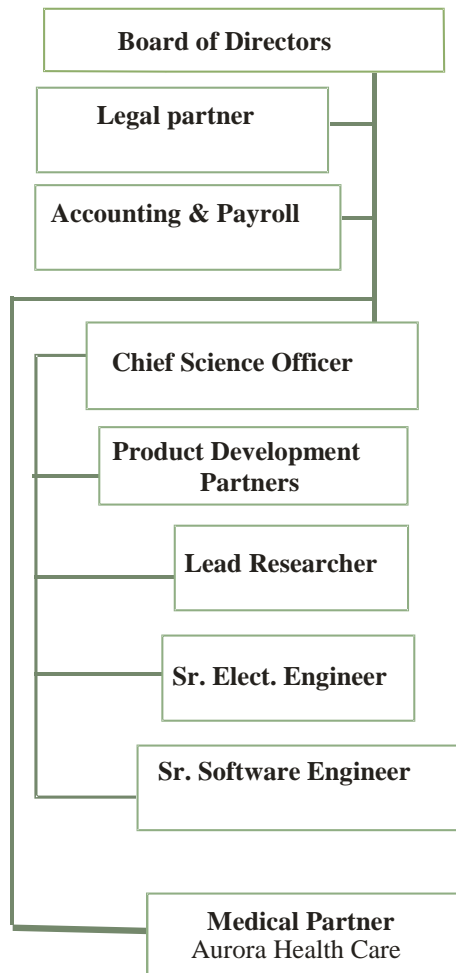 Board of Directors
Legal partner
Accounting & Payroll
Chief Science Officer
Product Development
Partners
Lead Researcher
Sr. Elect. Engineer
Sr. Software Engineer
Medical Partner
Aurora Health Care